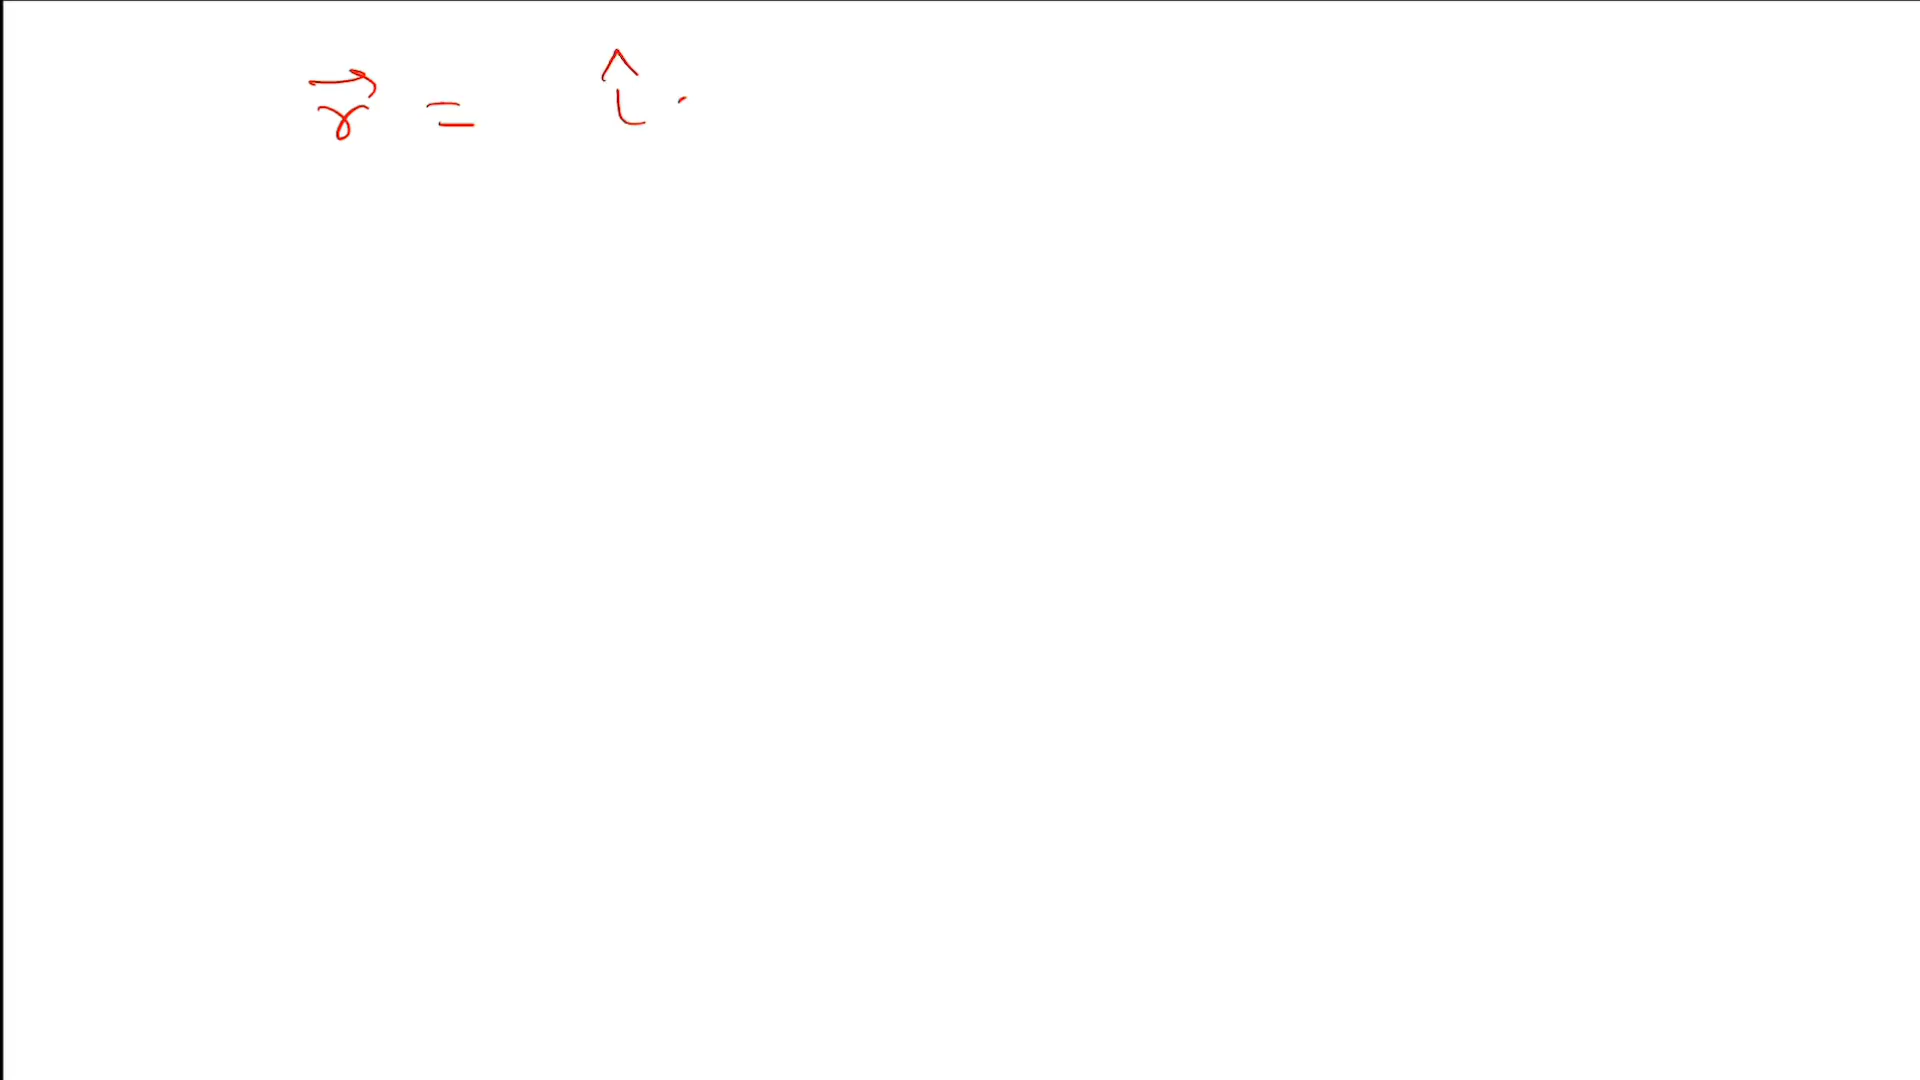 r⃗ = î